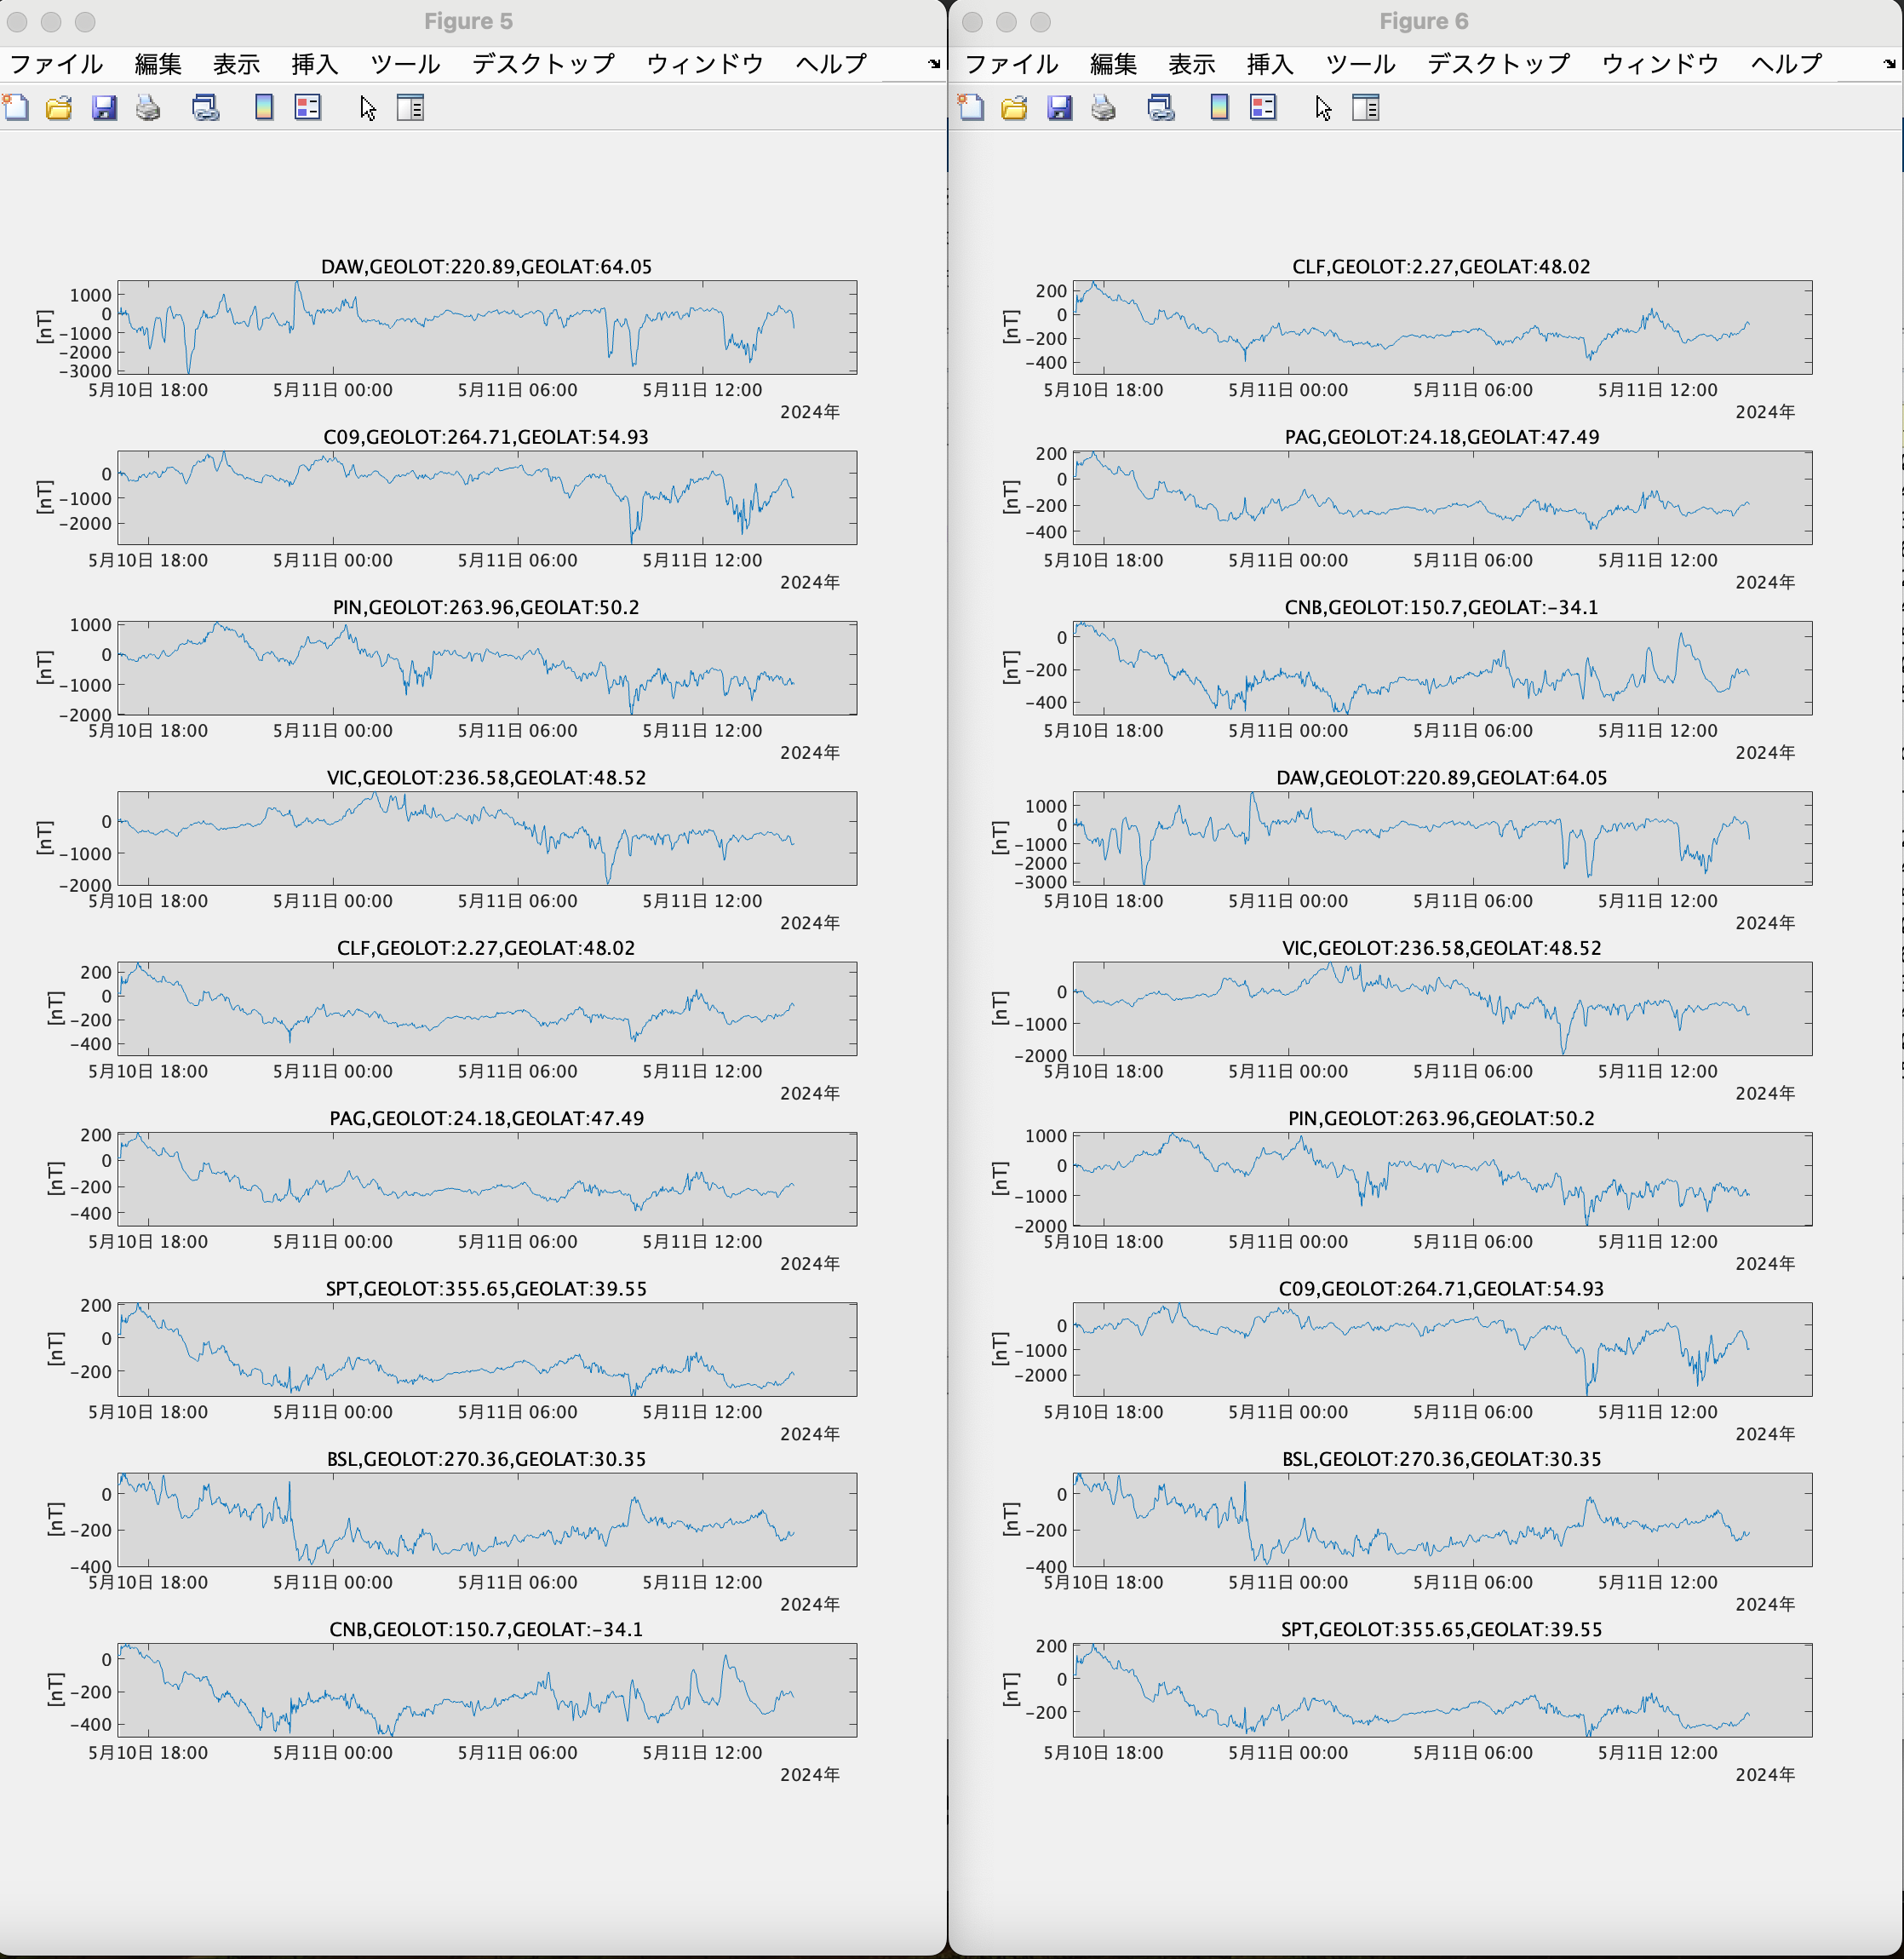 Figure 5
ファイル 編集 表示 挿入 ツール デスクトップ ウィンドウ ヘルプ
DAW,GEOLOT:220.89,GEOLAT:64.05
[nT]
1000
0
-1000
-2000
-3000
5月10日 18:00 5月11日 00:00 5月11日 06:00 5月11日 12:00
2024年
C09,GEOLOT:264.71,GEOLAT:54.93
[nT]
0
-1000
-2000
5月10日 18:00 5月11日 00:00 5月11日 06:00 5月11日 12:00
2024年
PIN,GEOLOT:263.96,GEOLAT:50.2
[nT]
1000
0
-1000
-2000
5月10日 18:00 5月11日 00:00 5月11日 06:00 5月11日 12:00
2024年
VIC,GEOLOT:236.58,GEOLAT:48.52
[nT]
0
-1000
-2000
5月10日 18:00 5月11日 00:00 5月11日 06:00 5月11日 12:00
2024年
CLF,GEOLOT:2.27,GEOLAT:48.02
[nT]
200
0
-200
-400
5月10日 18:00 5月11日 00:00 5月11日 06:00 5月11日 12:00
2024年
PAG,GEOLOT:24.18,GEOLAT:47.49
[nT]
200
0
-200
-400
5月10日 18:00 5月11日 00:00 5月11日 06:00 5月11日 12:00
2024年
SPT,GEOLOT:355.65,GEOLAT:39.55
[nT]
200
0
-200
5月10日 18:00 5月11日 00:00 5月11日 06:00 5月11日 12:00
2024年
BSL,GEOLOT:270.36,GEOLAT:30.35
[nT]
0
-200
-400
5月10日 18:00 5月11日 00:00 5月11日 06:00 5月11日 12:00
2024年
CNB,GEOLOT:150.7,GEOLAT:-34.1
[nT]
0
-200
-400
5月10日 18:00 5月11日 00:00 5月11日 06:00 5月11日 12:00
2024年
Figure 6
ファイル 編集 表示 挿入 ツール デスクトップ ウィンドウ ヘルプ
CLF,GEOLOT:2.27,GEOLAT:48.02
[nT]
200
0
-200
-400
5月10日 18:00 5月11日 00:00 5月11日 06:00 5月11日 12:00
2024年
PAG,GEOLOT:24.18,GEOLAT:47.49
[nT]
200
0
-200
-400
5月10日 18:00 5月11日 00:00 5月11日 06:00 5月11日 12:00
2024年
CNB,GEOLOT:150.7,GEOLAT:-34.1
[nT]
0
-200
-400
5月10日 18:00 5月11日 00:00 5月11日 06:00 5月11日 12:00
2024年
DAW,GEOLOT:220.89,GEOLAT:64.05
[nT]
1000
0
-1000
-2000
-3000
5月10日 18:00 5月11日 00:00 5月11日 06:00 5月11日 12:00
2024年
VIC,GEOLOT:236.58,GEOLAT:48.52
[nT]
0
-1000
-2000
5月10日 18:00 5月11日 00:00 5月11日 06:00 5月11日 12:00
2024年
PIN,GEOLOT:263.96,GEOLAT:50.2
[nT]
1000
0
-1000
-2000
5月10日 18:00 5月11日 00:00 5月11日 06:00 5月11日 12:00
2024年
C09,GEOLOT:264.71,GEOLAT:54.93
[nT]
0
-1000
-2000
5月10日 18:00 5月11日 00:00 5月11日 06:00 5月11日 12:00
2024年
BSL,GEOLOT:270.36,GEOLAT:30.35
[nT]
0
-200
-400
5月10日 18:00 5月11日 00:00 5月11日 06:00 5月11日 12:00
2024年
SPT,GEOLOT:355.65,GEOLAT:39.55
[nT]
200
0
-200
5月10日 18:00 5月11日 00:00 5月11日 06:00 5月11日 12:00
2024年